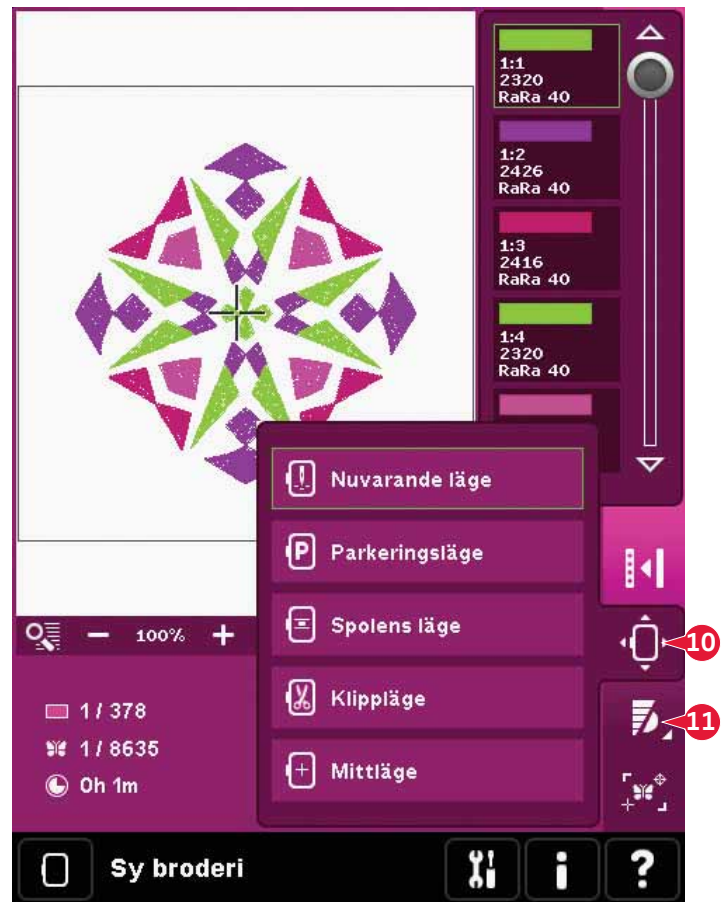 1:1
2320
RaRa 40
1:2
2426
RaRa 40
1:3
2416
RaRa 40
1:4
2320
RaRa 40
Nuvarande läge
Parkeringsläge
P
Spolens läge
Klippläge
Mittläge
100%
10
11
1 / 378
1 / 8635
0h 1m
Sy broderi
i
?